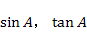 sin A， tan A